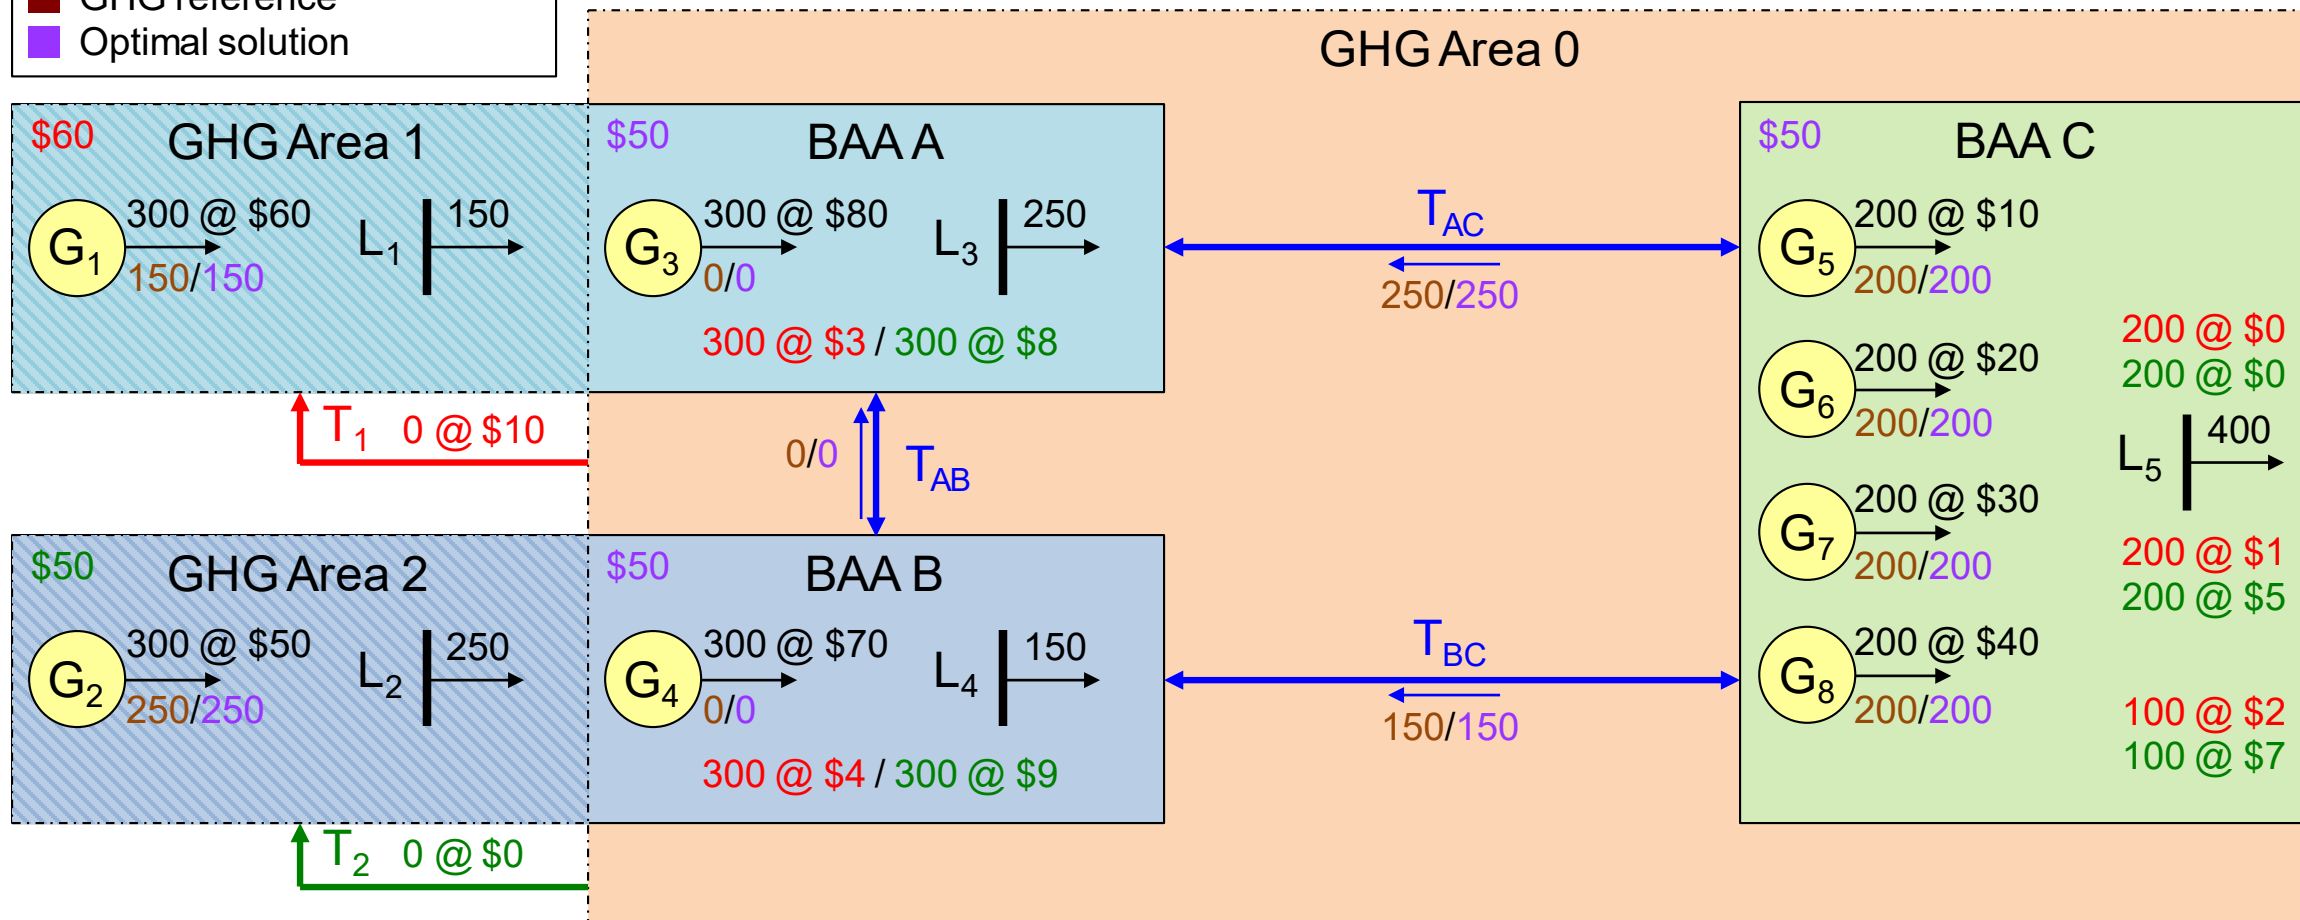 GHG reference
Optimal solution
GHG Area 0
$60
GHG Area 1
G1
300 @ $60
150/150
L1
150
$50
BAA A
G3
300 @ $80
0/0
L3
250
300 @ $3 / 300 @ $8
TAC
250/250
$50
BAA C
G5
200 @ $10
200/200
200 @ $0
200 @ $0
G6
200 @ $20
200/200
L5
400
G7
200 @ $30
200/200
200 @ $1
200 @ $5
G8
200 @ $40
200/200
100 @ $2
100 @ $7
T1 0 @ $10
0/0
TAB
$50
GHG Area 2
G2
300 @ $50
250/250
L2
250
$50
BAA B
G4
300 @ $70
0/0
L4
150
300 @ $4 / 300 @ $9
TBC
150/150
T2 0 @ $0